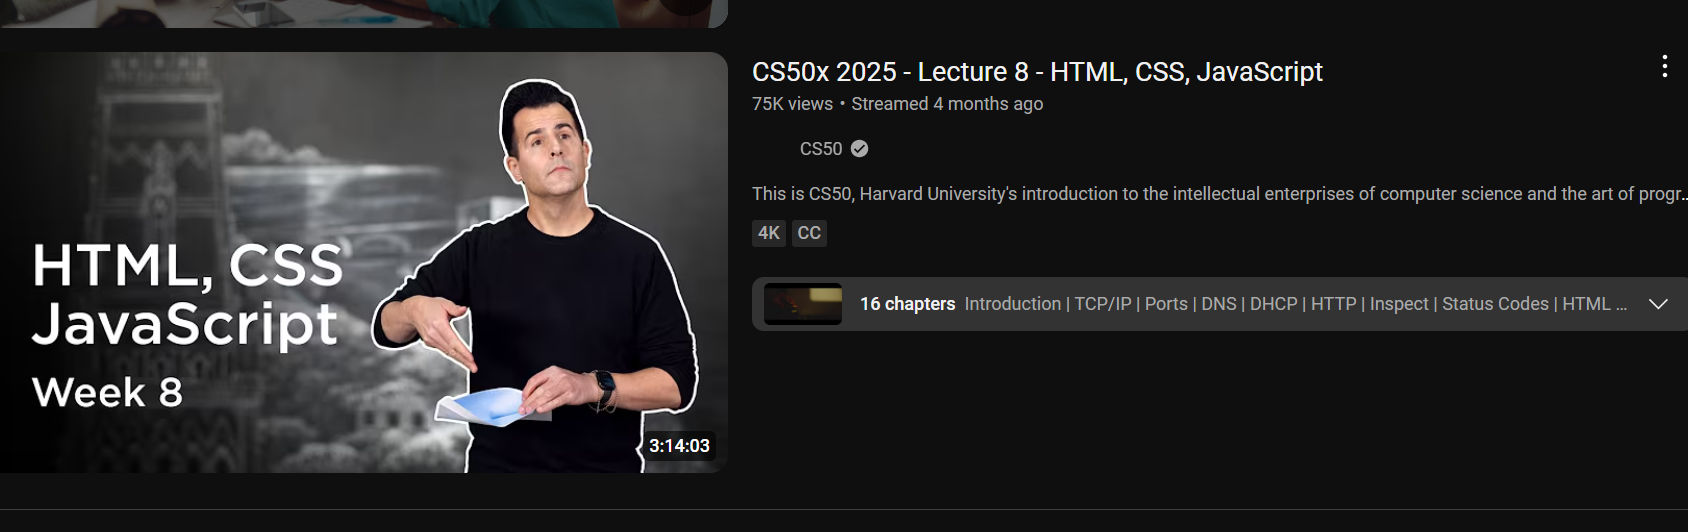 HTML, CSS
JavaScript
Week 8
3:14:03
CS50x 2025 - Lecture 8 - HTML, CSS, JavaScript
75K views • Streamed 4 months ago
CS50
This is CS50, Harvard University's introduction to the intellectual enterprises of computer science and the art of progr...
4K CC
16 chapters Introduction | TCP/IP | Ports | DNS | DHCP | HTTP | Inspect | Status Codes | HTML ...